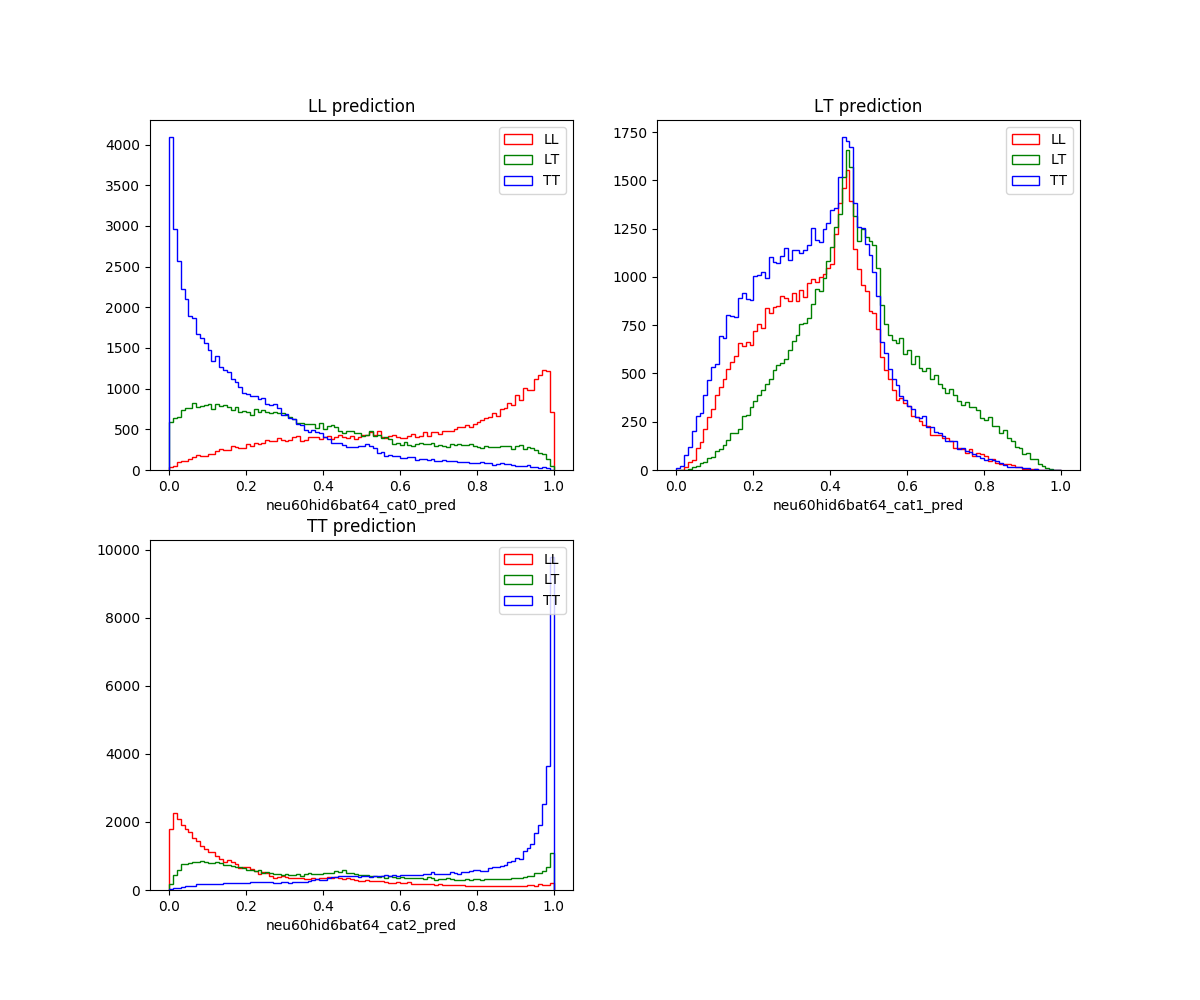 LL prediction
4000
3500
3000
2500
2000
1500
1000
500
0
0.0 0.2 0.4 0.6 0.8 1.0
neu60hid6bat64_cat0_pred
LL
LT
TT
LT prediction
1750
1500
1250
1000
750
500
250
0
0.0 0.2 0.4 0.6 0.8 1.0
neu60hid6bat64_cat1_pred
LL
LT
TT
TT prediction
10000
8000
6000
4000
2000
0
0.0 0.2 0.4 0.6 0.8 1.0
neu60hid6bat64_cat2_pred
LL
LT
TT